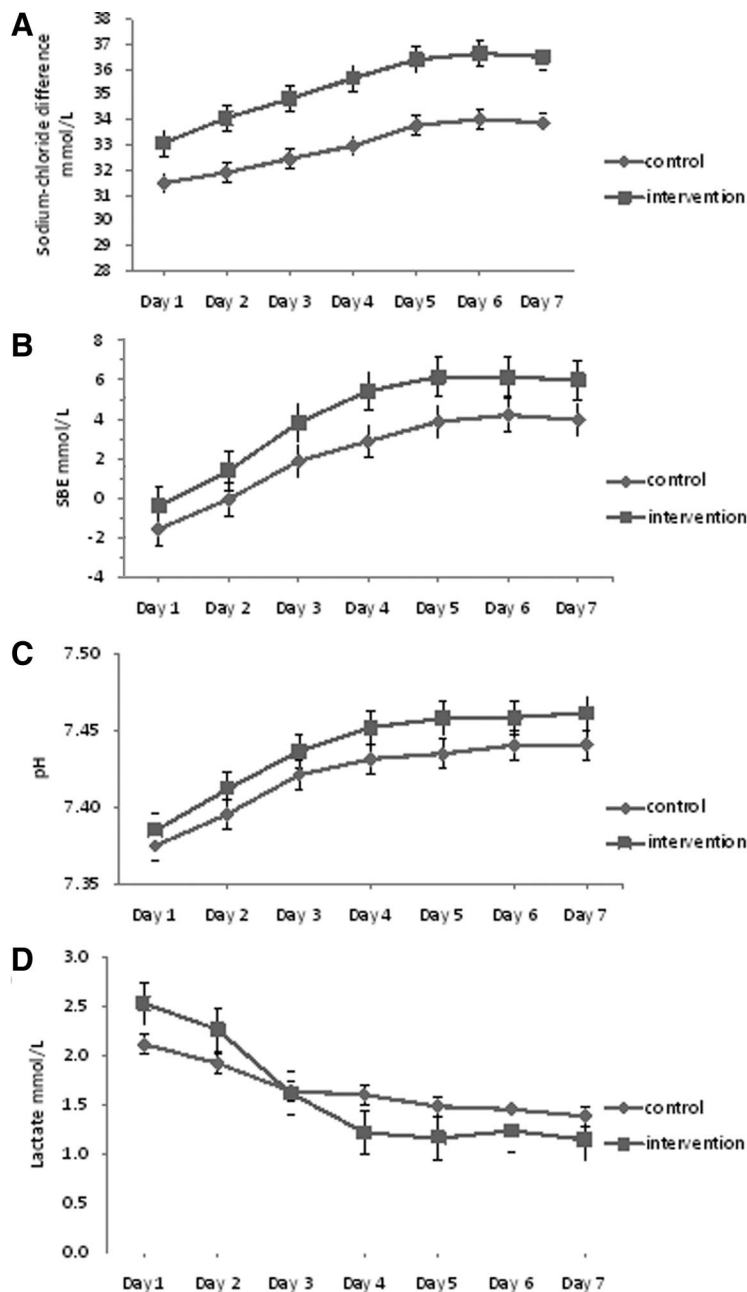 A
Sodium-chloride difference
mmol/L
38
37
36
35
34
33
32
31
30
29
28
control
intervention
Day 1 Day 2 Day 3 Day 4 Day 5 Day 6 Day 7
B
SBE mmol/L
8
6
4
2
0
-2
-4
control
intervention
Day 1 Day 2 Day 3 Day 4 Day 5 Day 6 Day 7
C
pH
7.50
7.45
7.40
7.35
control
intervention
Day 1 Day 2 Day 3 Day 4 Day 5 Day 6 Day 7
D
Lactate mmol/L
3.0
2.5
2.0
1.5
1.0
0.5
0.0
control
intervention
Day 1 Day 2 Day 3 Day 4 Day 5 Day 6 Day 7